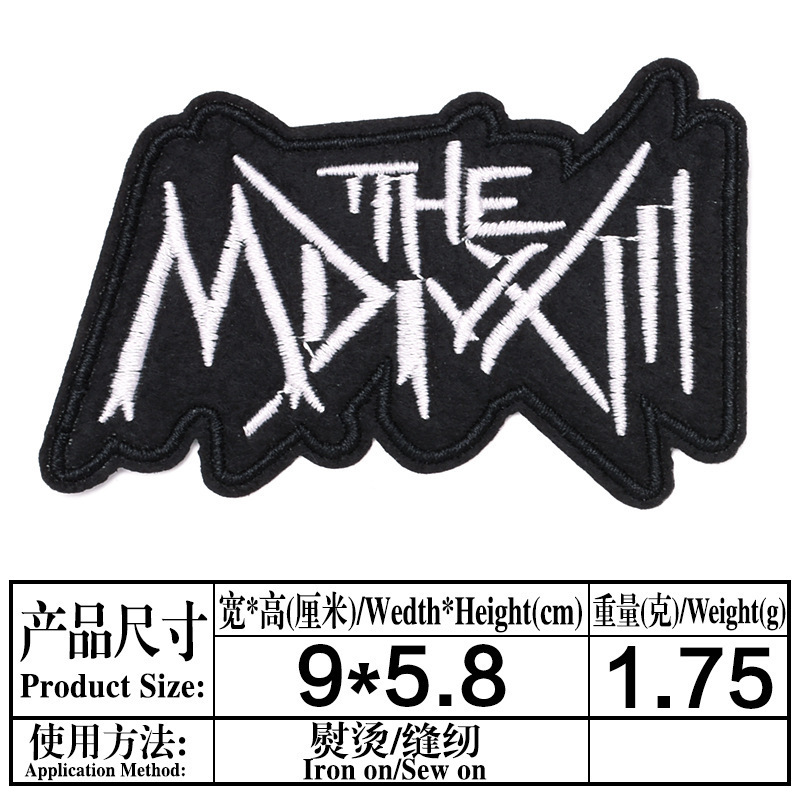 THE
MDIVXIII
产品尺寸
Product Size:
宽*高(厘米)/Wedth*Height(cm)
9*5.8
重量(克)/Weight(g)
1.75
使用方法:
Application Method:
熨烫/缝纫
Iron on/Sew on